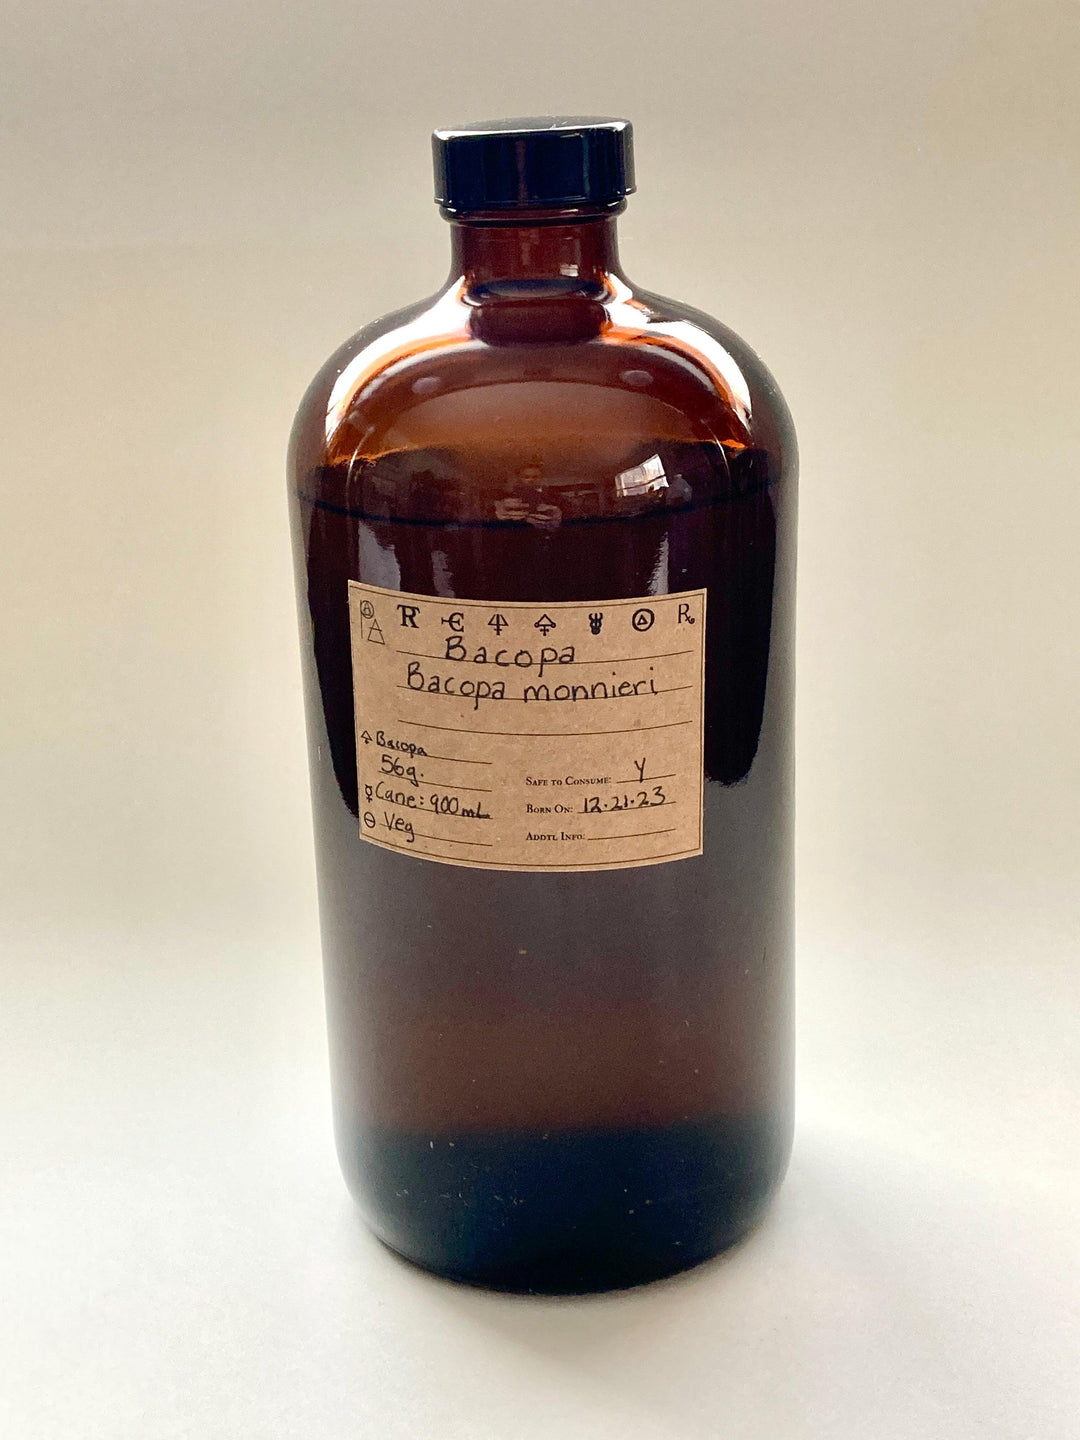 Bacopa
Bacopa monnieri
Bacopa
56g.
Cane: 900mL
Veg
SAFE TO CONSUME: Y
BORN ON: 12.21.23
ADDTL INFO: